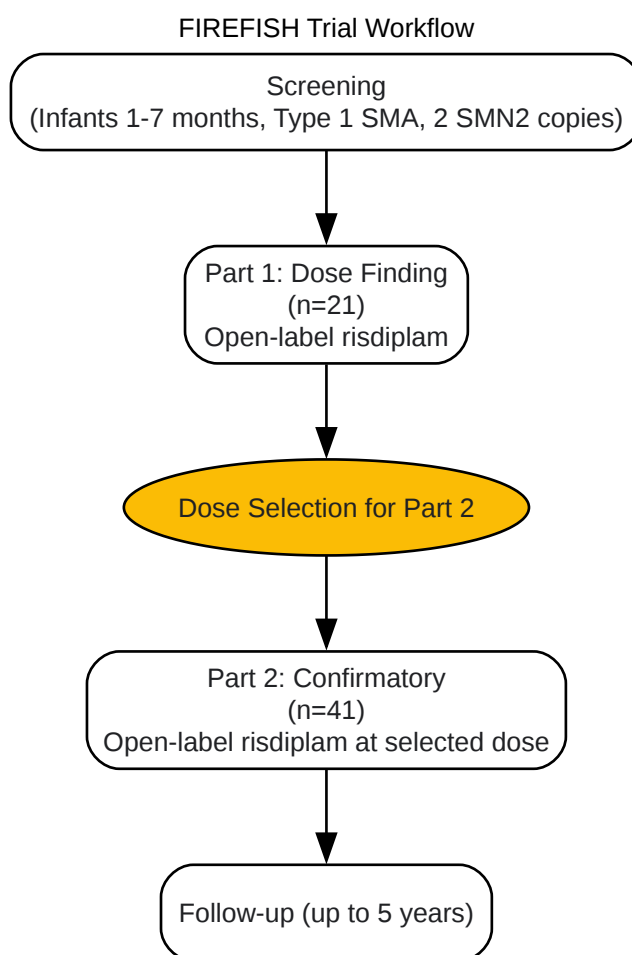 FIREFISH Trial Workflow
Screening
(Infants 1-7 months, Type 1 SMA, 2 SMN2 copies)
Part 1: Dose Finding
(n=21)
Open-label risdiplam
Dose Selection for Part 2
Part 2: Confirmatory
(n=41)
Open-label risdiplam at selected dose
Follow-up (up to 5 years)